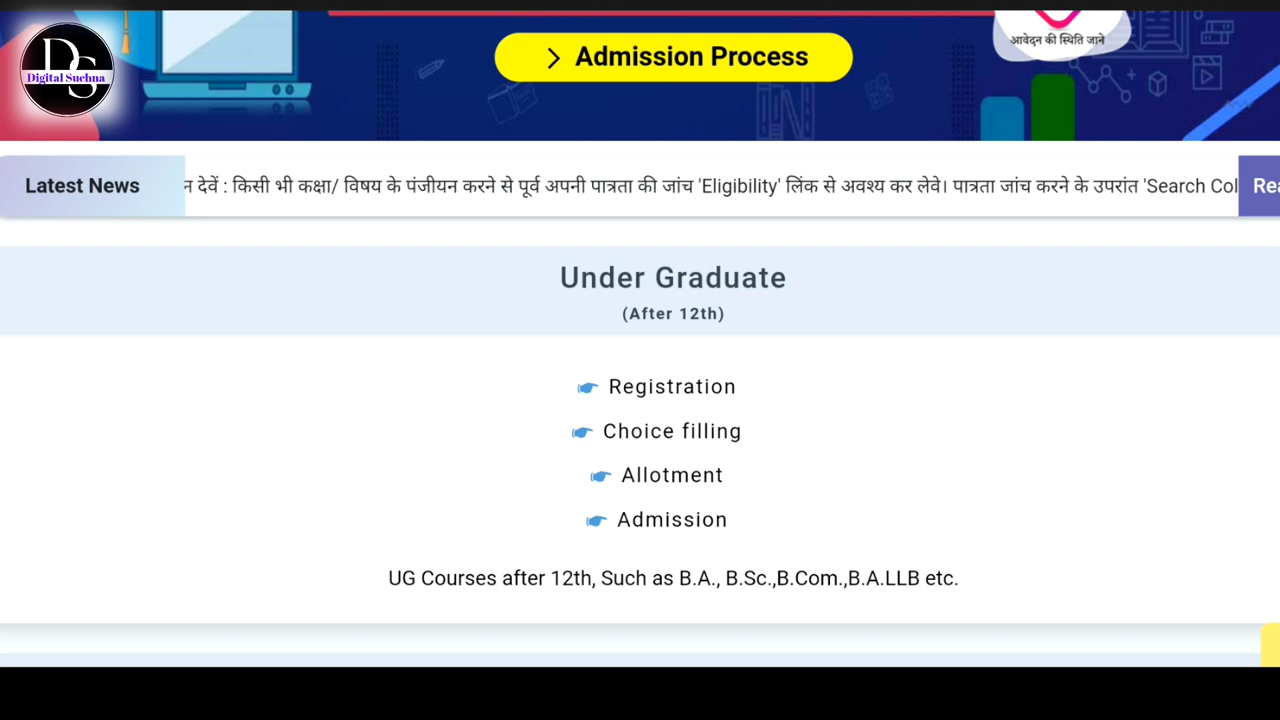 DS
Digital Suchna
Admission Process
आवेदन की स्थिति जाने
Latest News
न देवें : किसी भी कक्षा/ विषय के पंजीयन करने से पूर्व अपनी पात्रता की जांच 'Eligibility' लिंक से अवश्य कर लेवे। पात्रता जांच करने के उपरांत 'Search Col
Rea
Under Graduate
(After 12th)
Registration
Choice filling
Allotment
Admission
UG Courses after 12th, Such as B.A., B.Sc.,B.Com.,B.A.LLB etc.